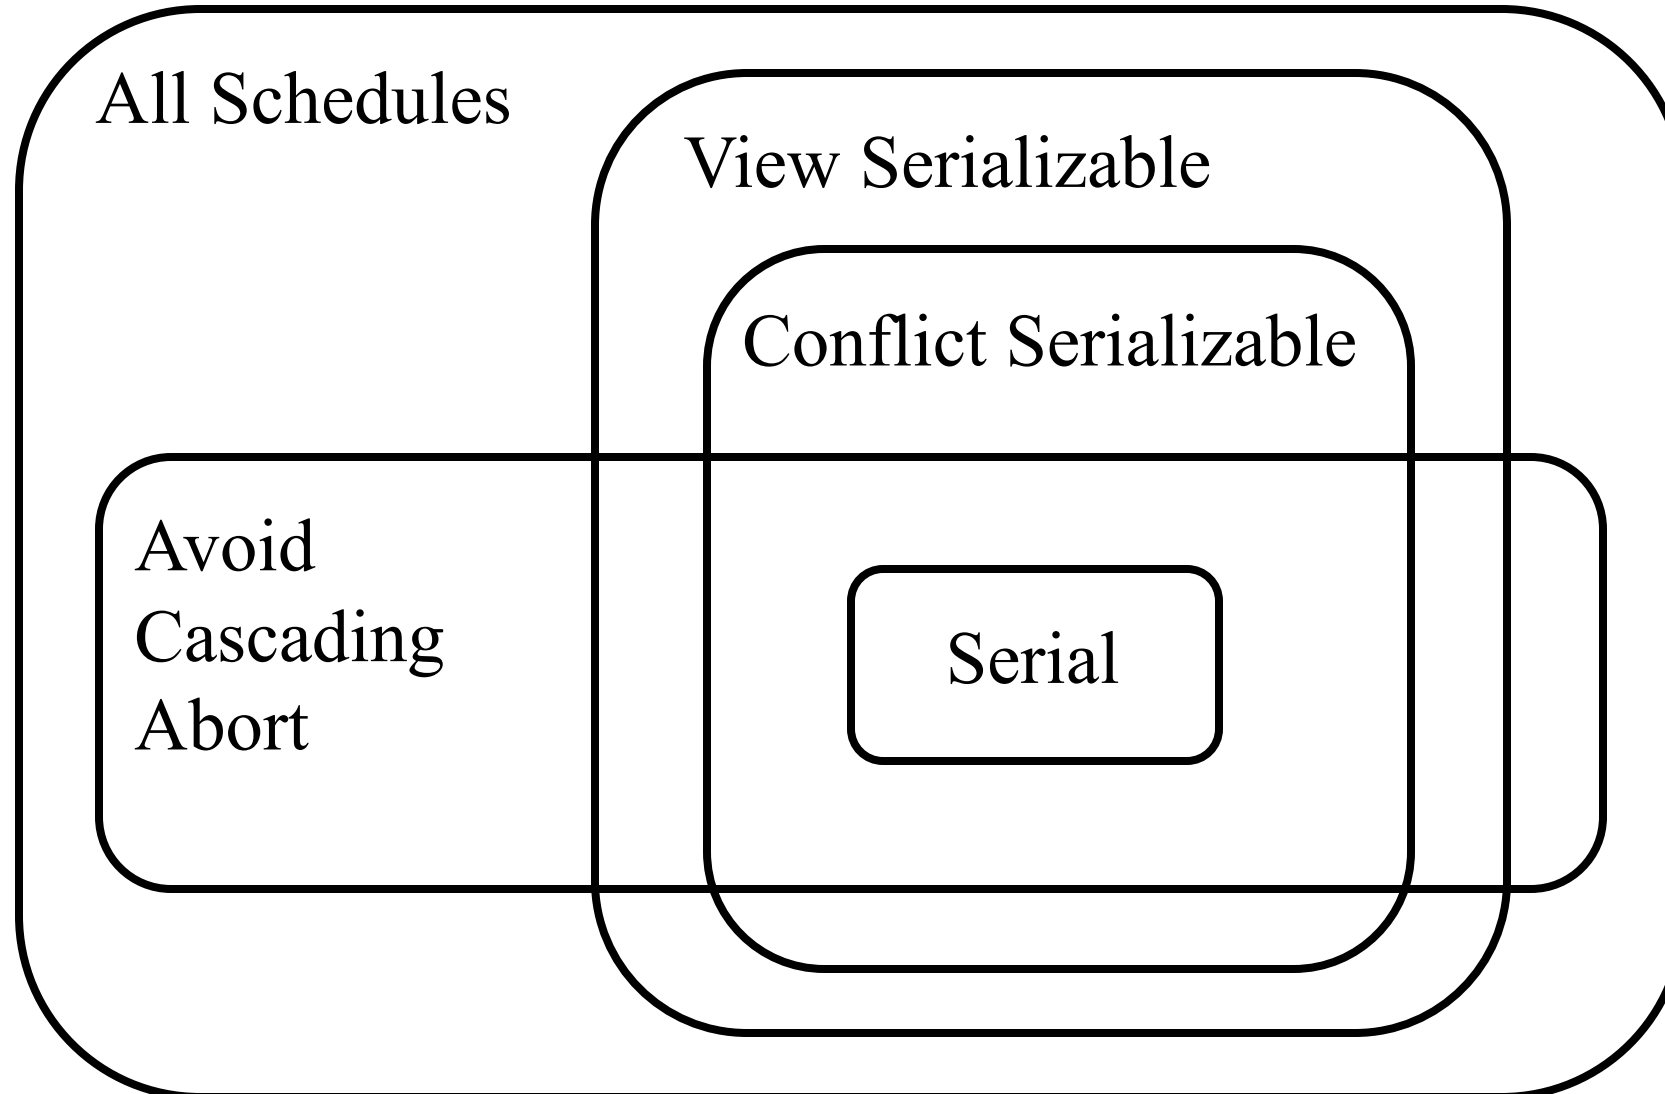 All Schedules
View Serializable
Conflict Serializable
Avoid
Cascading
Abort
Serial